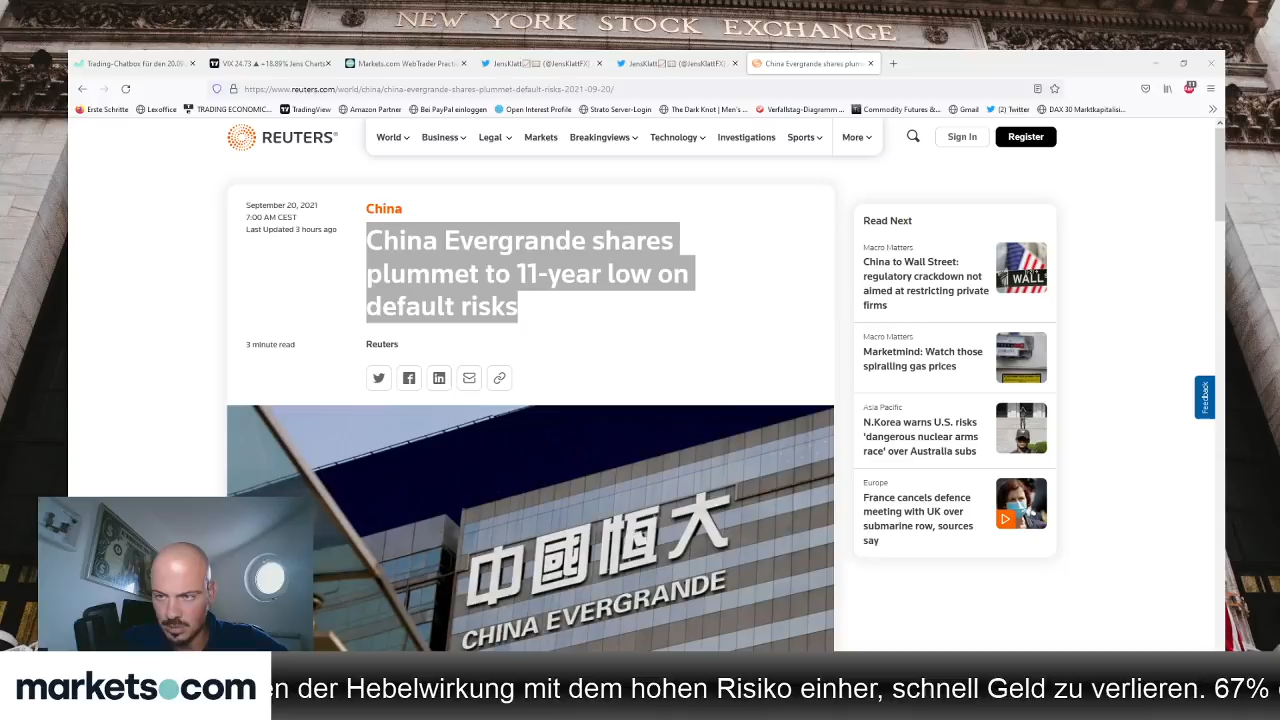 NEW YORK STOCK EXCHANGE
Trading-Chatbox für den 20.09.
VIX 24.73 ▲ +18.89% Jens Charts
Markets.com WebTrader Practi
JensKlatt (@JensKlattFX)
JensKlatt (@JensKlattFX)
China Evergrande shares plum
https://www.reuters.com/world/china/china-evergrande-shares-plummet-default-risks-2021-09-20/
Erste Schritte
Lexoffice
TRADING ECONOMIC...
TradingView
Amazon Partner
Bei PayPal einloggen
Open Interest Profile
Strato Server-Login
The Dark Knot | Men's ...
Verfallstag-Diagramm ...
Commodity Futures &...
Gmail
(2) Twitter
DAX 30 Marktkapitalisi...
REUTERS®
World
Business
Legal
Markets
Breakingviews
Technology
Investigations
Sports
More
Sign In
Register
September 20, 2021
7:00 AM CEST
Last Updated 3 hours ago
China
China Evergrande shares
plummet to 11-year low on
default risks
3 minute read
Reuters
Read Next
Macro Matters
China to Wall Street:
regulatory crackdown not
aimed at restricting private
firms
WALL
Macro Matters
Marketmind: Watch those
spiralling gas prices
Asia Pacific
N.Korea warns U.S. risks
'dangerous nuclear arms
race' over Australia subs
Europe
France cancels defence
meeting with UK over
submarine row, sources
say
Feedback
中國恆大
CHINA EVERGRANDE
markets.com
en der Hebelwirkung mit dem hohen Risiko einher, schnell Geld zu verlieren. 67%